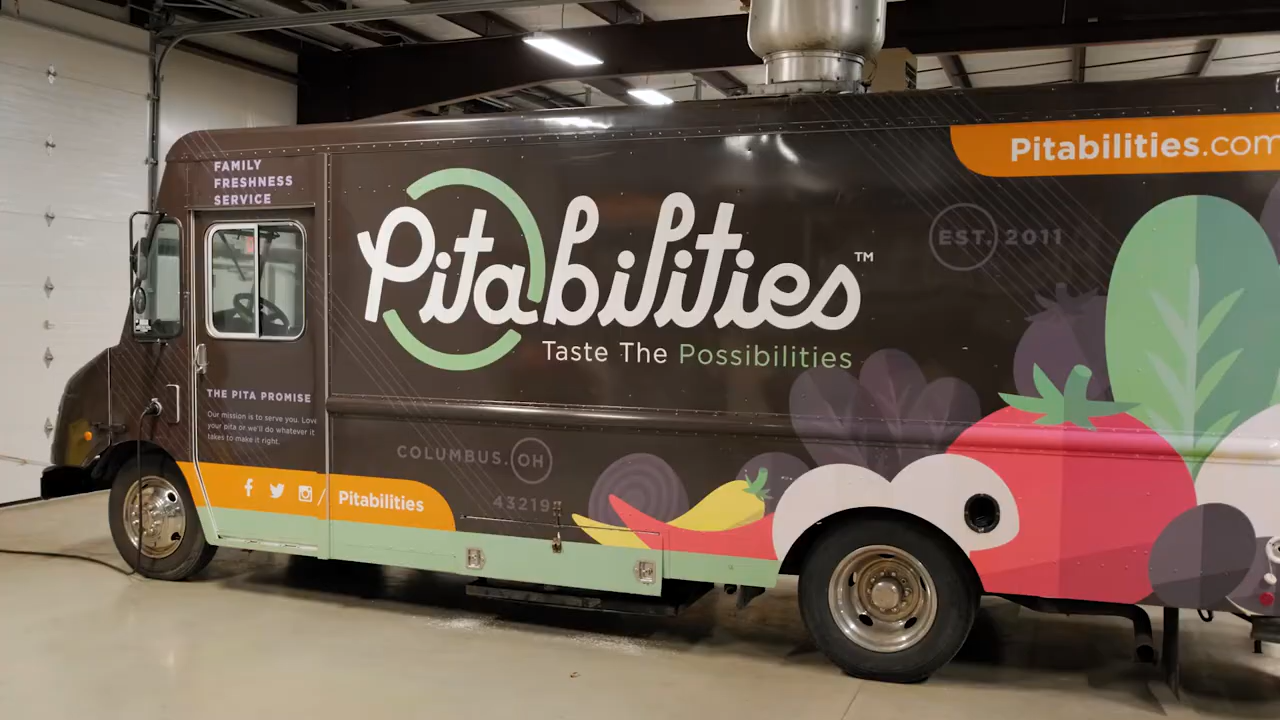 FAMILY
FRESHNESS
SERVICE
Pitabilities™
Taste The Possibilities
Pitabilities.com
EST. 2011
THE PITA PROMISE
Our mission is to serve you. Love
your pita or we'll do whatever it
takes to make it right.
COLUMBUS, OH
43219
/ Pitabilities